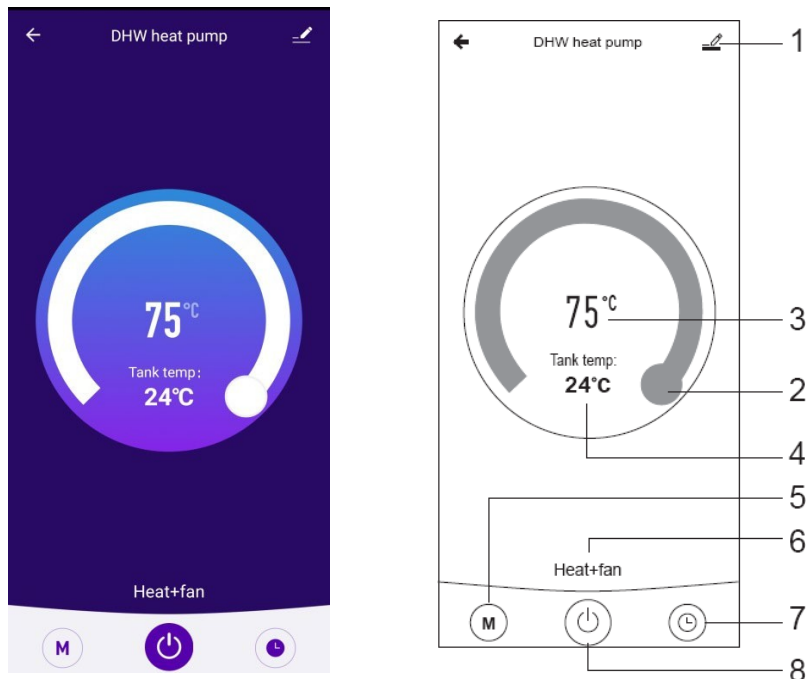 DHW heat pump
75°C
Tank temp:
24°C
Heat+fan
M
DHW heat pump
1
75°C
3
Tank temp:
24°C
2
4
5
6
Heat+fan
M
7
8